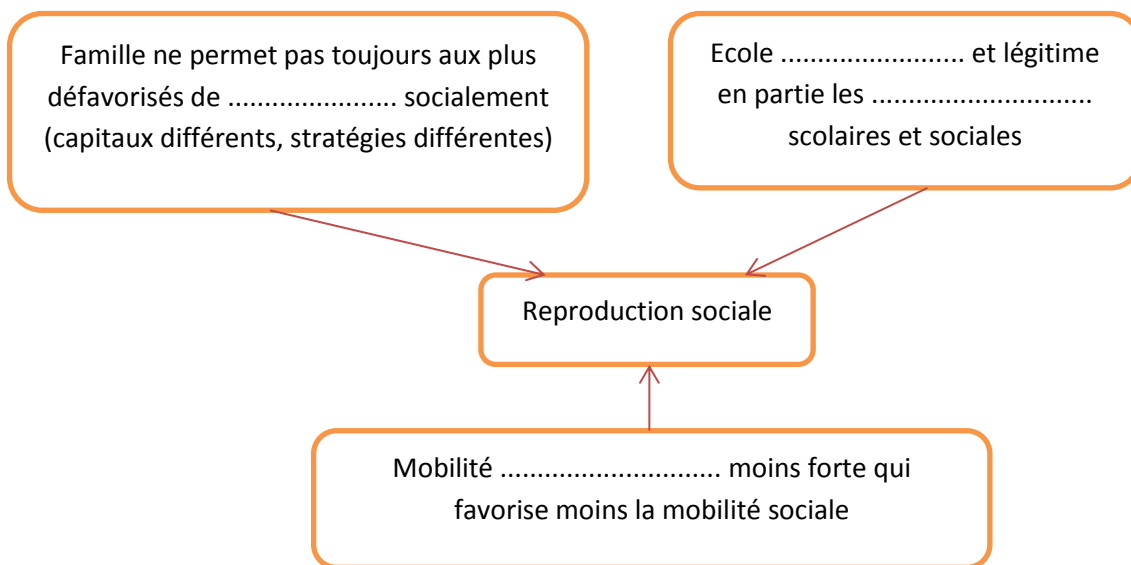 Famille ne permet pas toujours aux plus
défavorisés de ........................ socialement
(capitaux différents, stratégies différentes)
Ecole ........................ et légitime
en partie les .............................
scolaires et sociales
Reproduction sociale
Mobilité ............................. moins forte qui
favorise moins la mobilité sociale